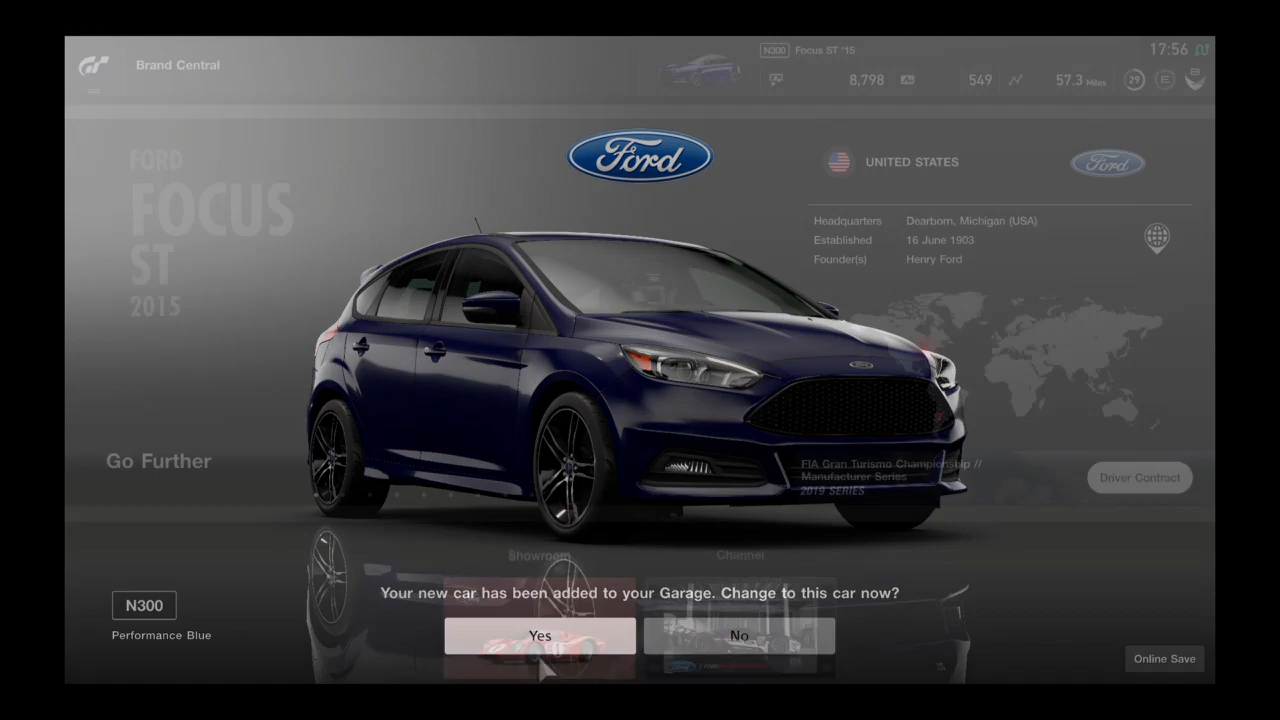 Brand Central
N300 Focus ST '15
17:56
8,798
549
57.3 Miles
29
E
FORD
FOCUS
ST
2015
Ford
UNITED STATES
Ford
Headquarters Dearborn, Michigan (USA)
Established 16 June 1903
Founder(s) Henry Ford
Go Further
FIA Gran Turismo Championship //
Manufacturer Series
2019 SERIES
Driver Contract
Showroom
Channel
Your new car has been added to your Garage. Change to this car now?
Yes
No
N300
Performance Blue
Ford
Online Save